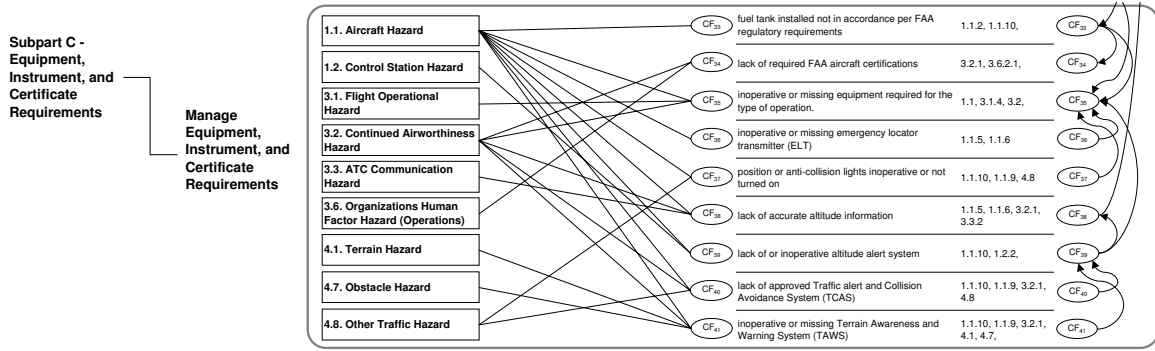 Subpart C -
Equipment,
Instrument, and
Certificate
Requirements
Manage
Equipment,
Instrument, and
Certificate
Requirements
1.1. Aircraft Hazard
1.2. Control Station Hazard
3.1. Flight Operational
Hazard
3.2. Continued Airworthiness
Hazard
3.3. ATC Communication
Hazard
3.6. Organizations Human
Factor Hazard (Operations)
4.1. Terrain Hazard
4.7. Obstacle Hazard
4.8. Other Traffic Hazard
CF33
fuel tank installed not in accordance per FAA
regulatory requirements
1.1.2, 1.1.10,
CF33
CF34
lack of required FAA aircraft certifications
3.2.1, 3.6.2.1,
CF34
CF35
inoperative or missing equipment required for the
type of operation.
1.1, 3.1.4, 3.2,
CF35
CF36
inoperative or missing emergency locator
transmitter (ELT)
1.1.5, 1.1.6
CF36
CF37
position or anti-collision lights inoperative or not
turned on
1.1.10, 1.1.9, 4.8
CF37
CF38
lack of accurate altitude information
1.1.5, 1.1.6, 3.2.1,
3.3.2
CF38
CF39
lack of or inoperative altitude alert system
1.1.10, 1.2.2,
CF39
CF40
lack of approved Traffic alert and Collision
Avoidance System (TCAS)
1.1.10, 1.1.9, 3.2.1,
4.8
CF40
CF41
inoperative or missing Terrain Awareness and
Warning System (TAWS)
1.1.10, 1.1.9, 3.2.1,
4.1, 4.7,
CF41